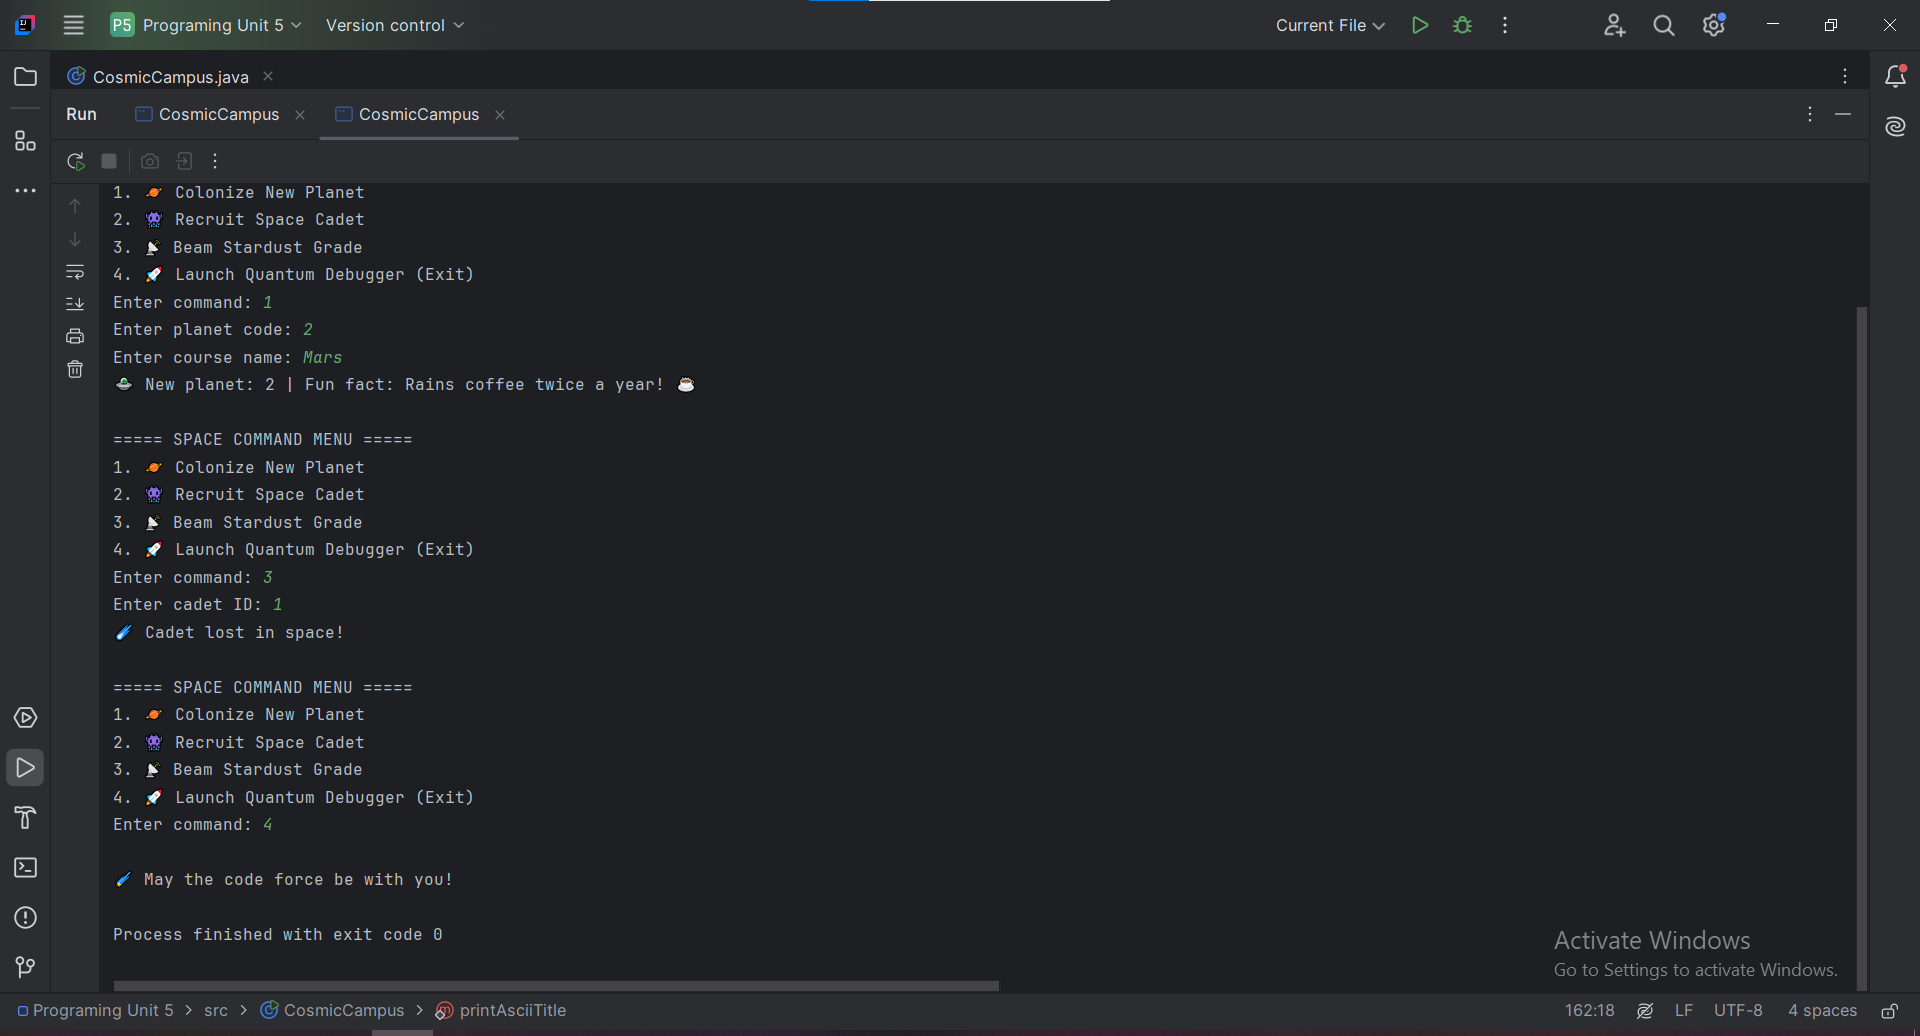 P5 Programing Unit 5 Version control Current File
CosmicCampus.java
Run CosmicCampus CosmicCampus
1. 🪐 Colonize New Planet
2. 👾 Recruit Space Cadet
3. 📡 Beam Stardust Grade
4. 🚀 Launch Quantum Debugger (Exit)
Enter command: 1
Enter planet code: 2
Enter course name: Mars
🛸 New planet: 2 | Fun fact: Rains coffee twice a year! ☕
===== SPACE COMMAND MENU =====
1. 🪐 Colonize New Planet
2. 👾 Recruit Space Cadet
3. 📡 Beam Stardust Grade
4. 🚀 Launch Quantum Debugger (Exit)
Enter command: 3
Enter cadet ID: 1
☄️ Cadet lost in space!
===== SPACE COMMAND MENU =====
1. 🪐 Colonize New Planet
2. 👾 Recruit Space Cadet
3. 📡 Beam Stardust Grade
4. 🚀 Launch Quantum Debugger (Exit)
Enter command: 4
☄️ May the code force be with you!
Process finished with exit code 0
Activate Windows
Go to Settings to activate Windows.
Programing Unit 5 > src > CosmicCampus > printAsciiTitle 162:18 LF UTF-8 4 spaces